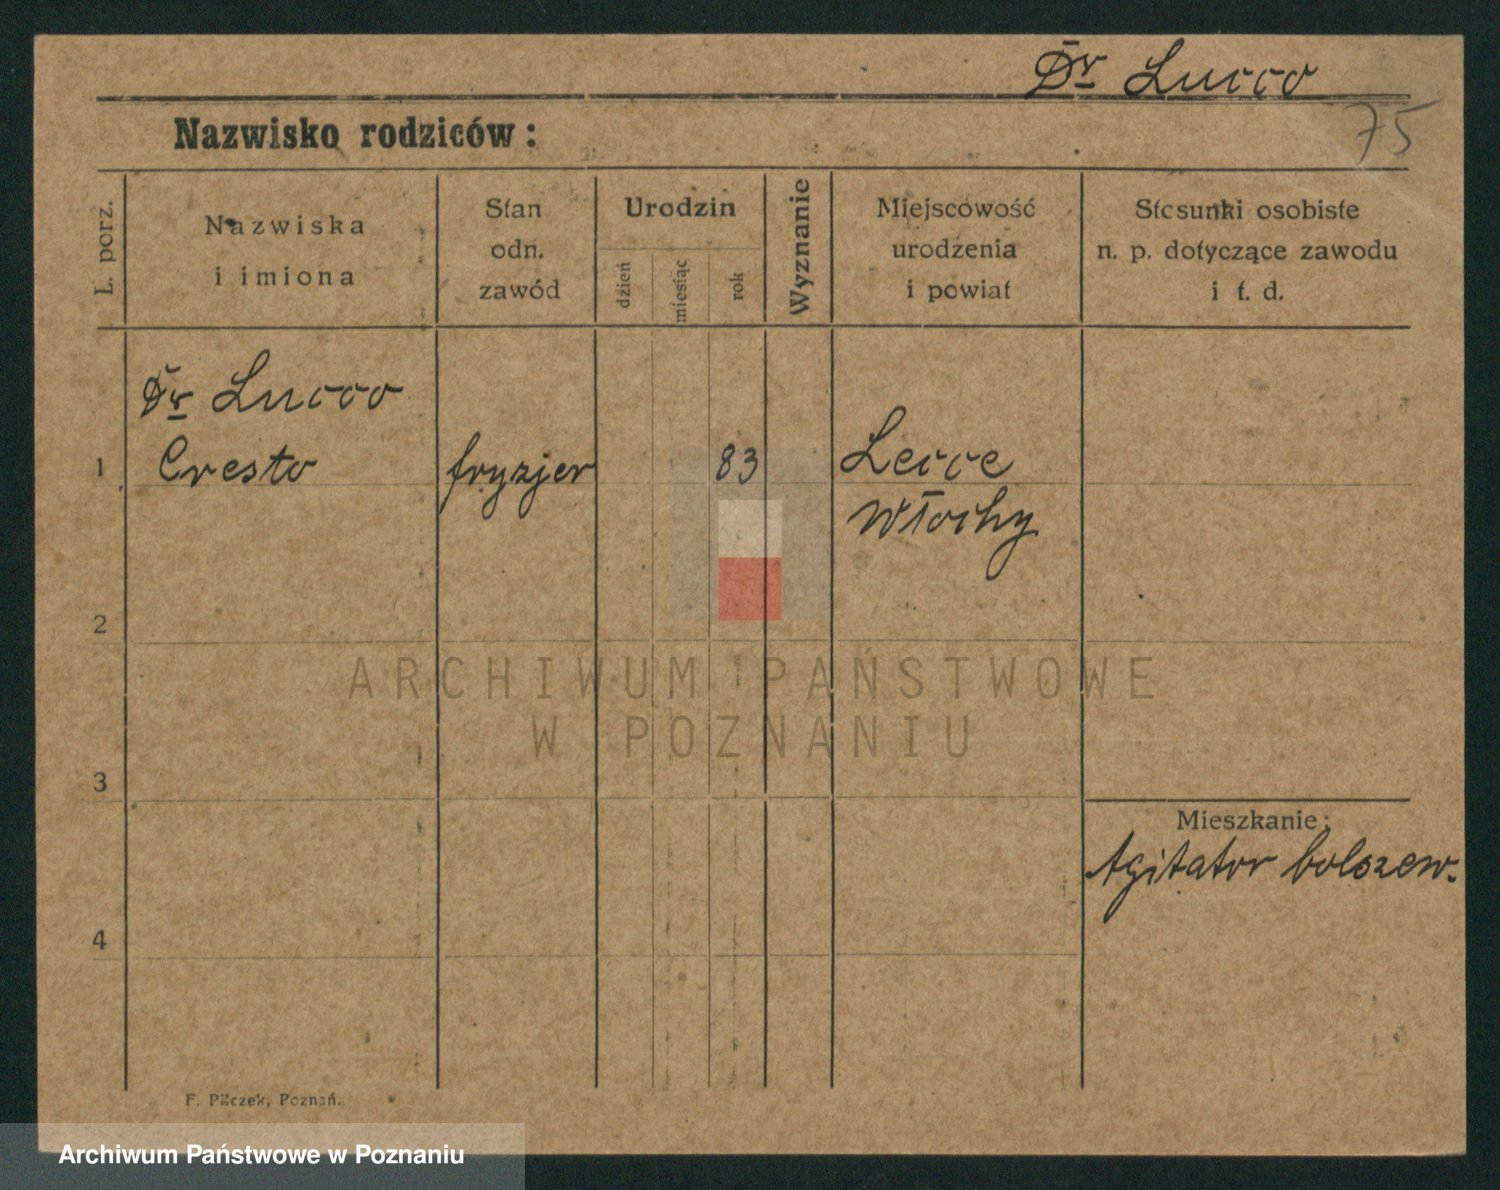 Dr Lucco
75
Nazwisko rodziców:
L. porz.
Nazwiska
i imiona
Stan
odn.
zawód
Urodzin
dzień
miesiąc
rok
Wyznanie
Miejscowość
urodzenia
i powiat
Stosunki osobiste
n. p. dotyczące zawodu
i t. d.
Dr Lucco
1 Cresto fryzjer 83 Lecce
Włochy
2
ARCHIWUM PAŃSTWOWE
W POZNANIU
3
Mieszkanie:
Agitator bolszew.
4
F. Pilczek, Poznań.
Archiwum Państwowe w Poznaniu